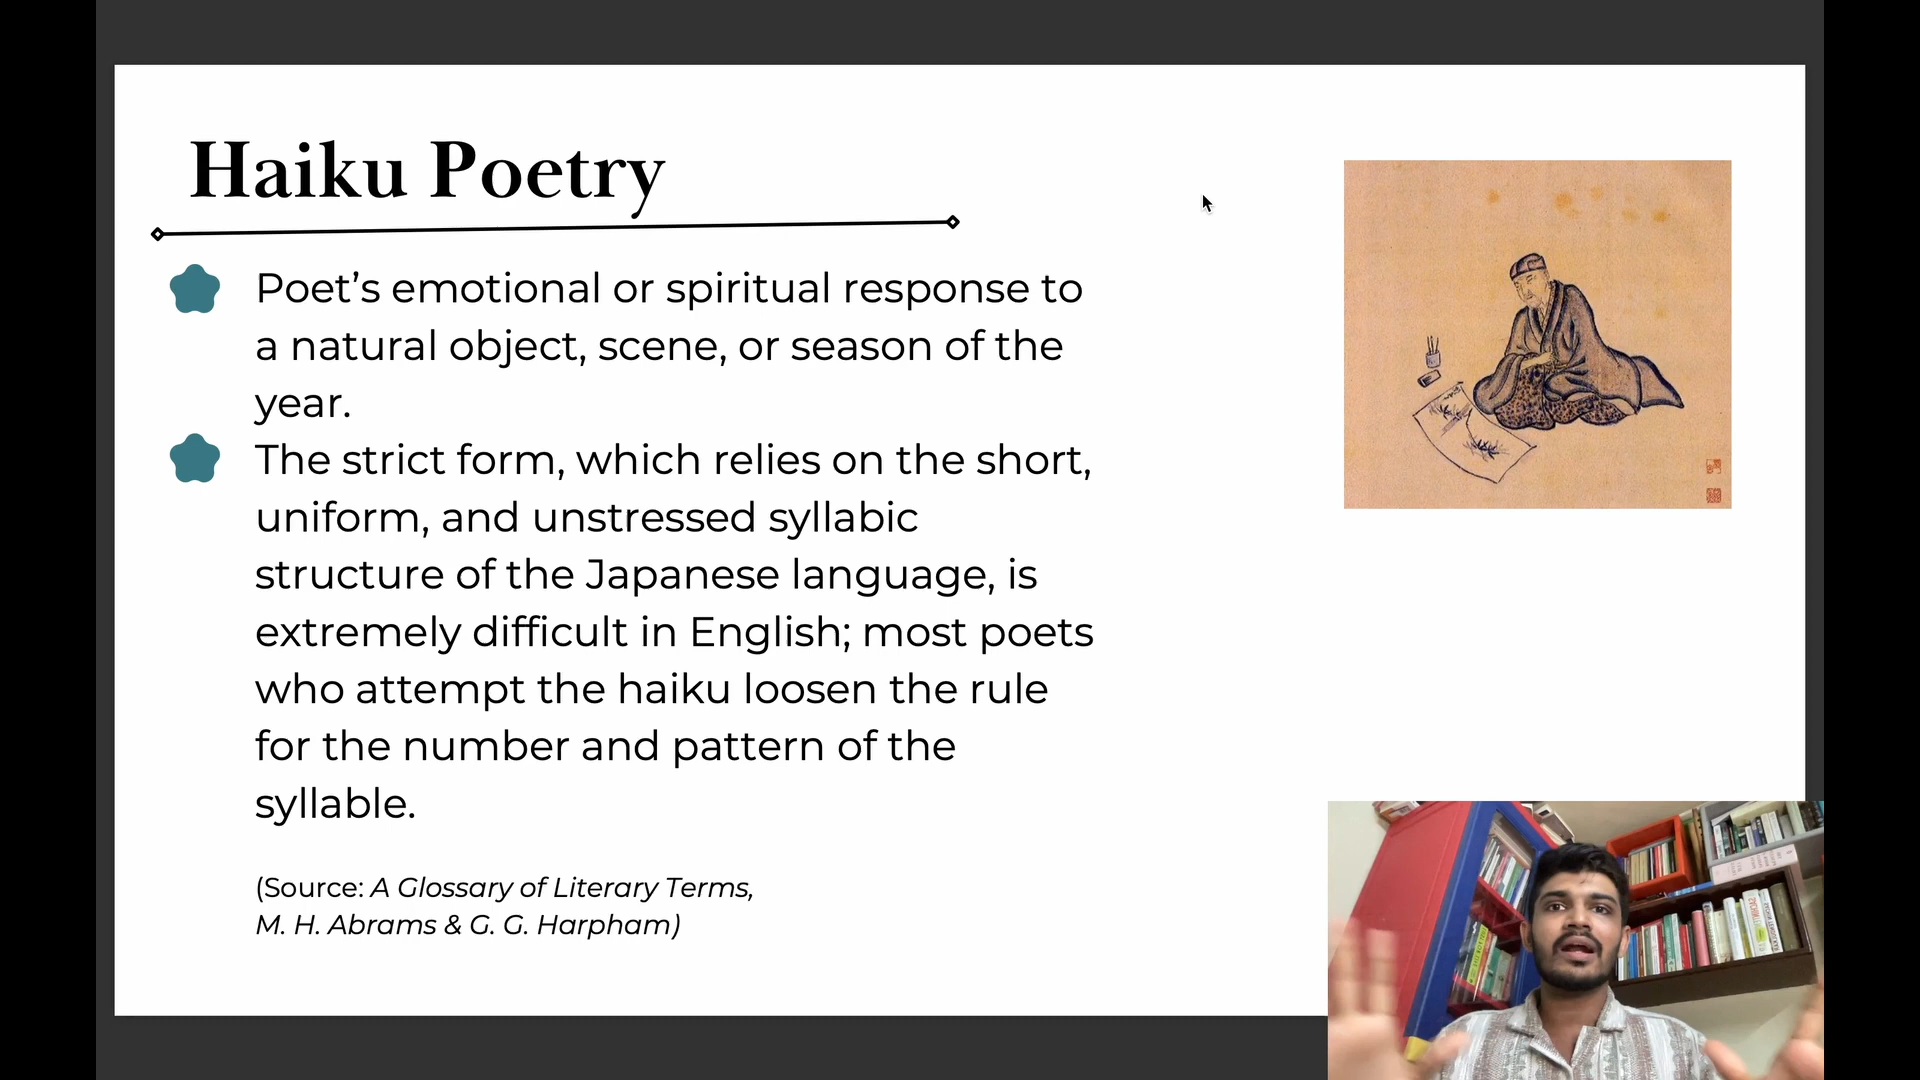 Haiku Poetry
Poet’s emotional or spiritual response to
a natural object, scene, or season of the
year.
The strict form, which relies on the short,
uniform, and unstressed syllabic
structure of the Japanese language, is
extremely difficult in English; most poets
who attempt the haiku loosen the rule
for the number and pattern of the
syllable.
(Source: A Glossary of Literary Terms,
M. H. Abrams & G. G. Harpham)